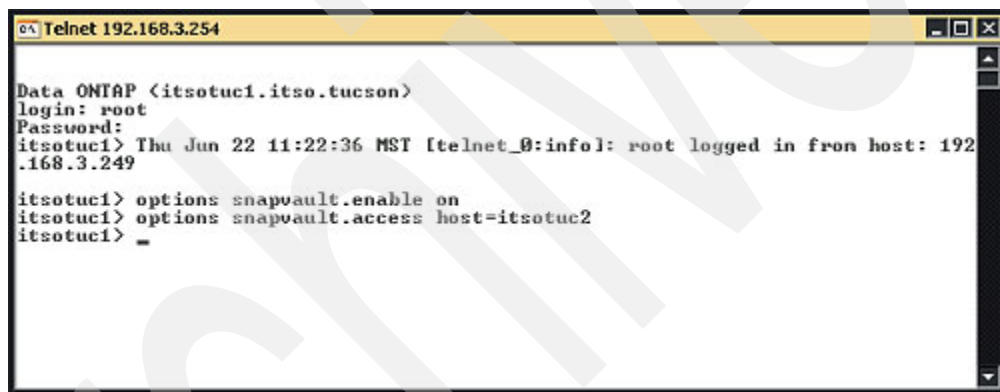 Telnet 192.168.3.254
Data ONTAP (itsotuc1.itso.tucson)
login: root
Password:
itsotuc1> Thu Jun 22 11:22:36 MST [telnet_0:info]: root logged in from host: 192
.168.3.249
itsotuc1> options snapvault.enable on
itsotuc1> options snapvault.access host=itsotuc2
itsotuc1> _